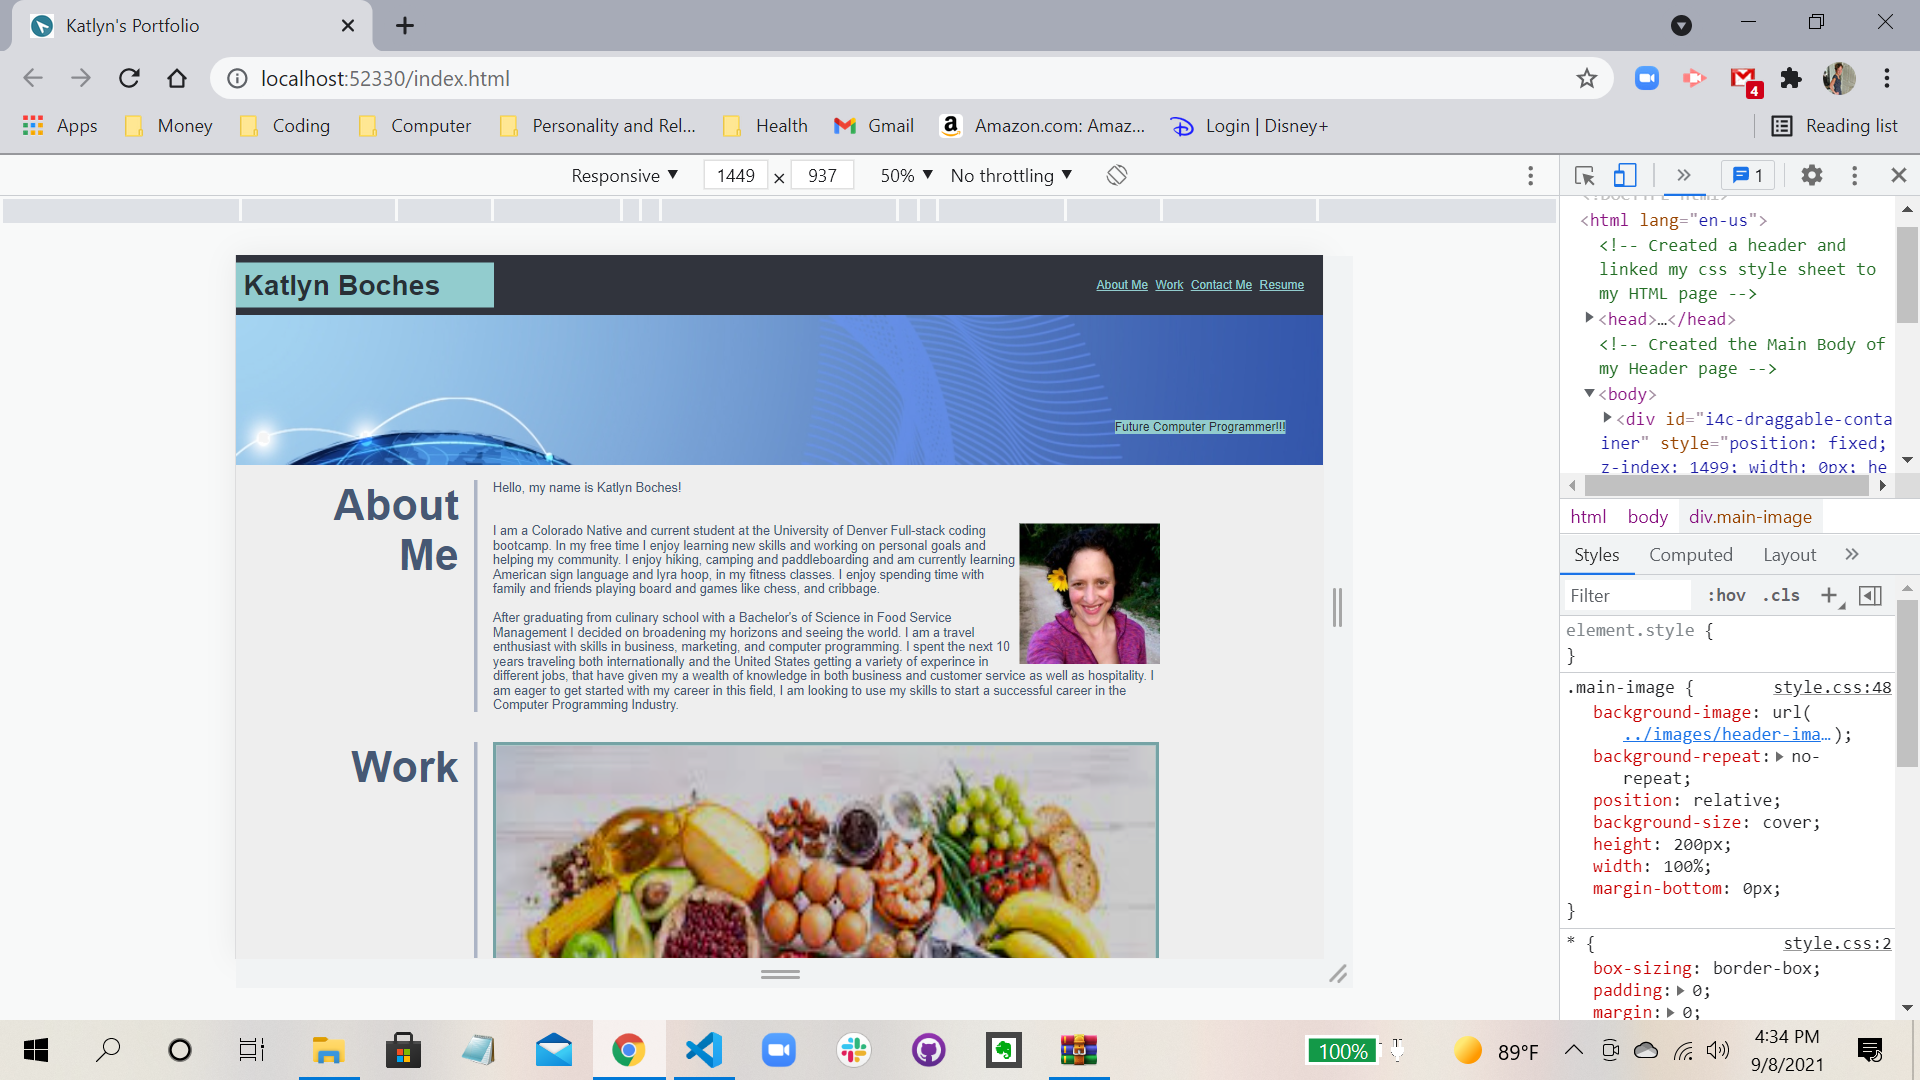 Katlyn's Portfolio
localhost:52330/index.html
4
Apps
Money
Coding
Computer
Personality and Rel...
Health
Gmail
Amazon.com: Amaz...
Login | Disney+
Reading list
Responsive ▼ 1449 × 937 50% ▼ No throttling ▼
1
<html lang="en-us">
<!-- Created a header and
linked my css style sheet to
my HTML page -->
<head>…</head>
<!-- Created the Main Body of
my Header page -->
<body>
<div id="i4c-draggable-conta
iner" style="position: fixed;
z-index: 1499; width: 0px; he
html body div.main-image
Styles Computed Layout
Filter :hov .cls
element.style {
}
.main-image { style.css:48
background-image: url(
../images/header-ima… );
background-repeat: no-
repeat;
position: relative;
background-size: cover;
height: 200px;
width: 100%;
margin-bottom: 0px;
}
* { style.css:2
box-sizing: border-box;
padding: 0;
margin: 0;
Katlyn Boches
About Me Work Contact Me Resume
Future Computer Programmer!!!
About
Me
Hello, my name is Katlyn Boches!
I am a Colorado Native and current student at the University of Denver Full-stack coding
bootcamp. In my free time I enjoy learning new skills and working on personal goals and
helping my community. I enjoy hiking, camping and paddleboarding and am currently learning
American sign language and lyra hoop, in my fitness classes. I enjoy spending time with
family and friends playing board and games like chess, and cribbage.
After graduating from culinary school with a Bachelor's of Science in Food Service
Management I decided on broadening my horizons and seeing the world. I am a travel
enthusiast with skills in business, marketing, and computer programming. I spent the next 10
years traveling both internationally and the United States getting a variety of experince in
different jobs, that have given my a wealth of knowledge in both business and customer service as well as hospitality. I
am eager to get started with my career in this field, I am looking to use my skills to start a successful career in the
Computer Programming Industry.
Work
100%
89°F
4:34 PM
9/8/2021